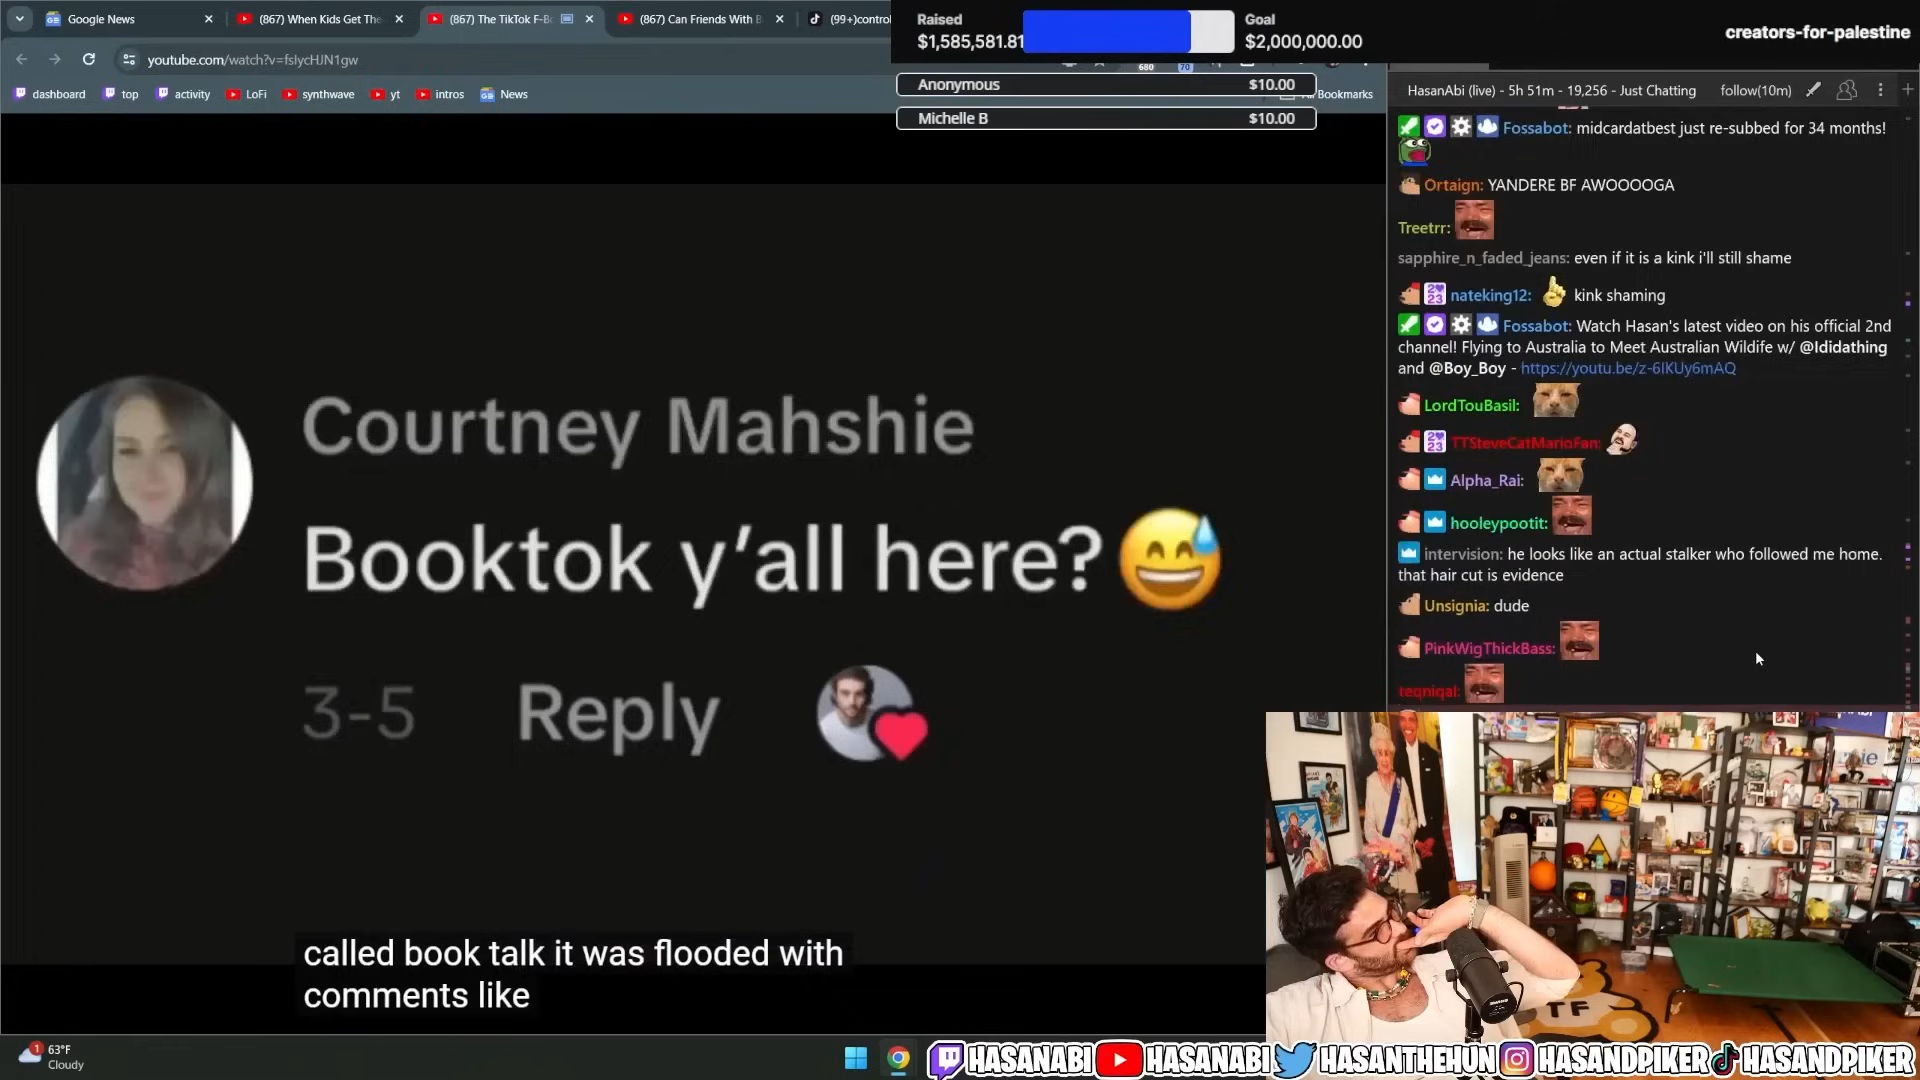 Google News
(867) When Kids Get The
(867) The TikTok F-Bo
(867) Can Friends With B
(99+)control
youtube.com/watch?v=fslycHJN1gw
dashboard
top
activity
LoFi
synthwave
yt
intros
News
Bookmarks
680
70
Raised
$1,585,581.81
Goal
$2,000,000.00
creators-for-palestine
Anonymous $10.00
Michelle B $10.00
HasanAbi (live) - 5h 51m - 19,256 - Just Chatting follow(10m)
Fossabot: midcardatbest just re-subbed for 34 months!
Ortaign: YANDERE BF AWOOOOGA
Treetrr:
sapphire_n_faded_jeans: even if it is a kink i'll still shame
nateking12: kink shaming
Fossabot: Watch Hasan's latest video on his official 2nd
channel! Flying to Australia to Meet Australian Wildife w/ @Ididathing
and @Boy_Boy - https://youtu.be/z-6IKUy6mAQ
LordTouBasil:
TTSteveCatMarioFan:
Alpha_Rai:
hooleypootit:
intervision: he looks like an actual stalker who followed me home.
that hair cut is evidence
Unsignia: dude
PinkWigThickBass:
teqniqal:
Courtney Mahshie
Booktok y’all here?
3-5 Reply
called book talk it was flooded with
comments like
TF
1
63°F
Cloudy
HASANABI HASANABI HASANTHEHUN HASANDPIKER HASANDPIKER